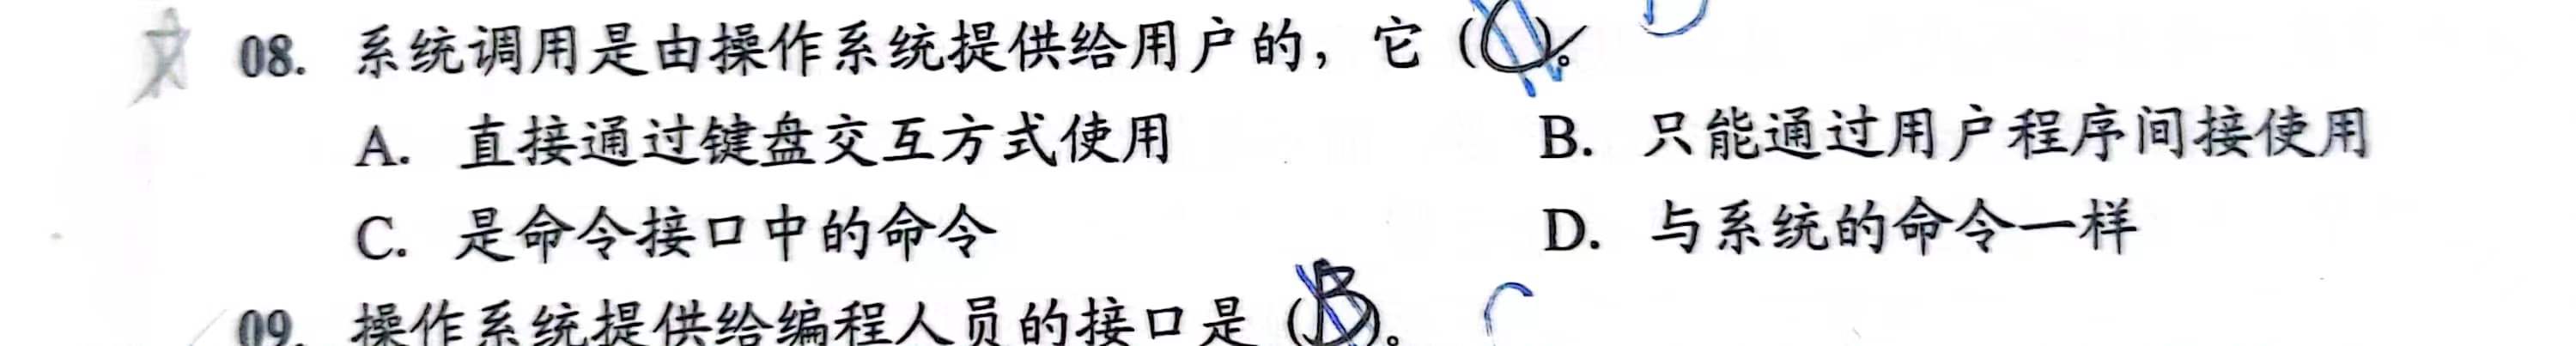 08. 系统调用是由操作系统提供给用户的，它（）。
A. 直接通过键盘交互方式使用 B. 只能通过用户程序间接使用
C. 是命令接口中的命令 D. 与系统的命令一样
09. 操作系统提供给编程人员的接口是（B）。